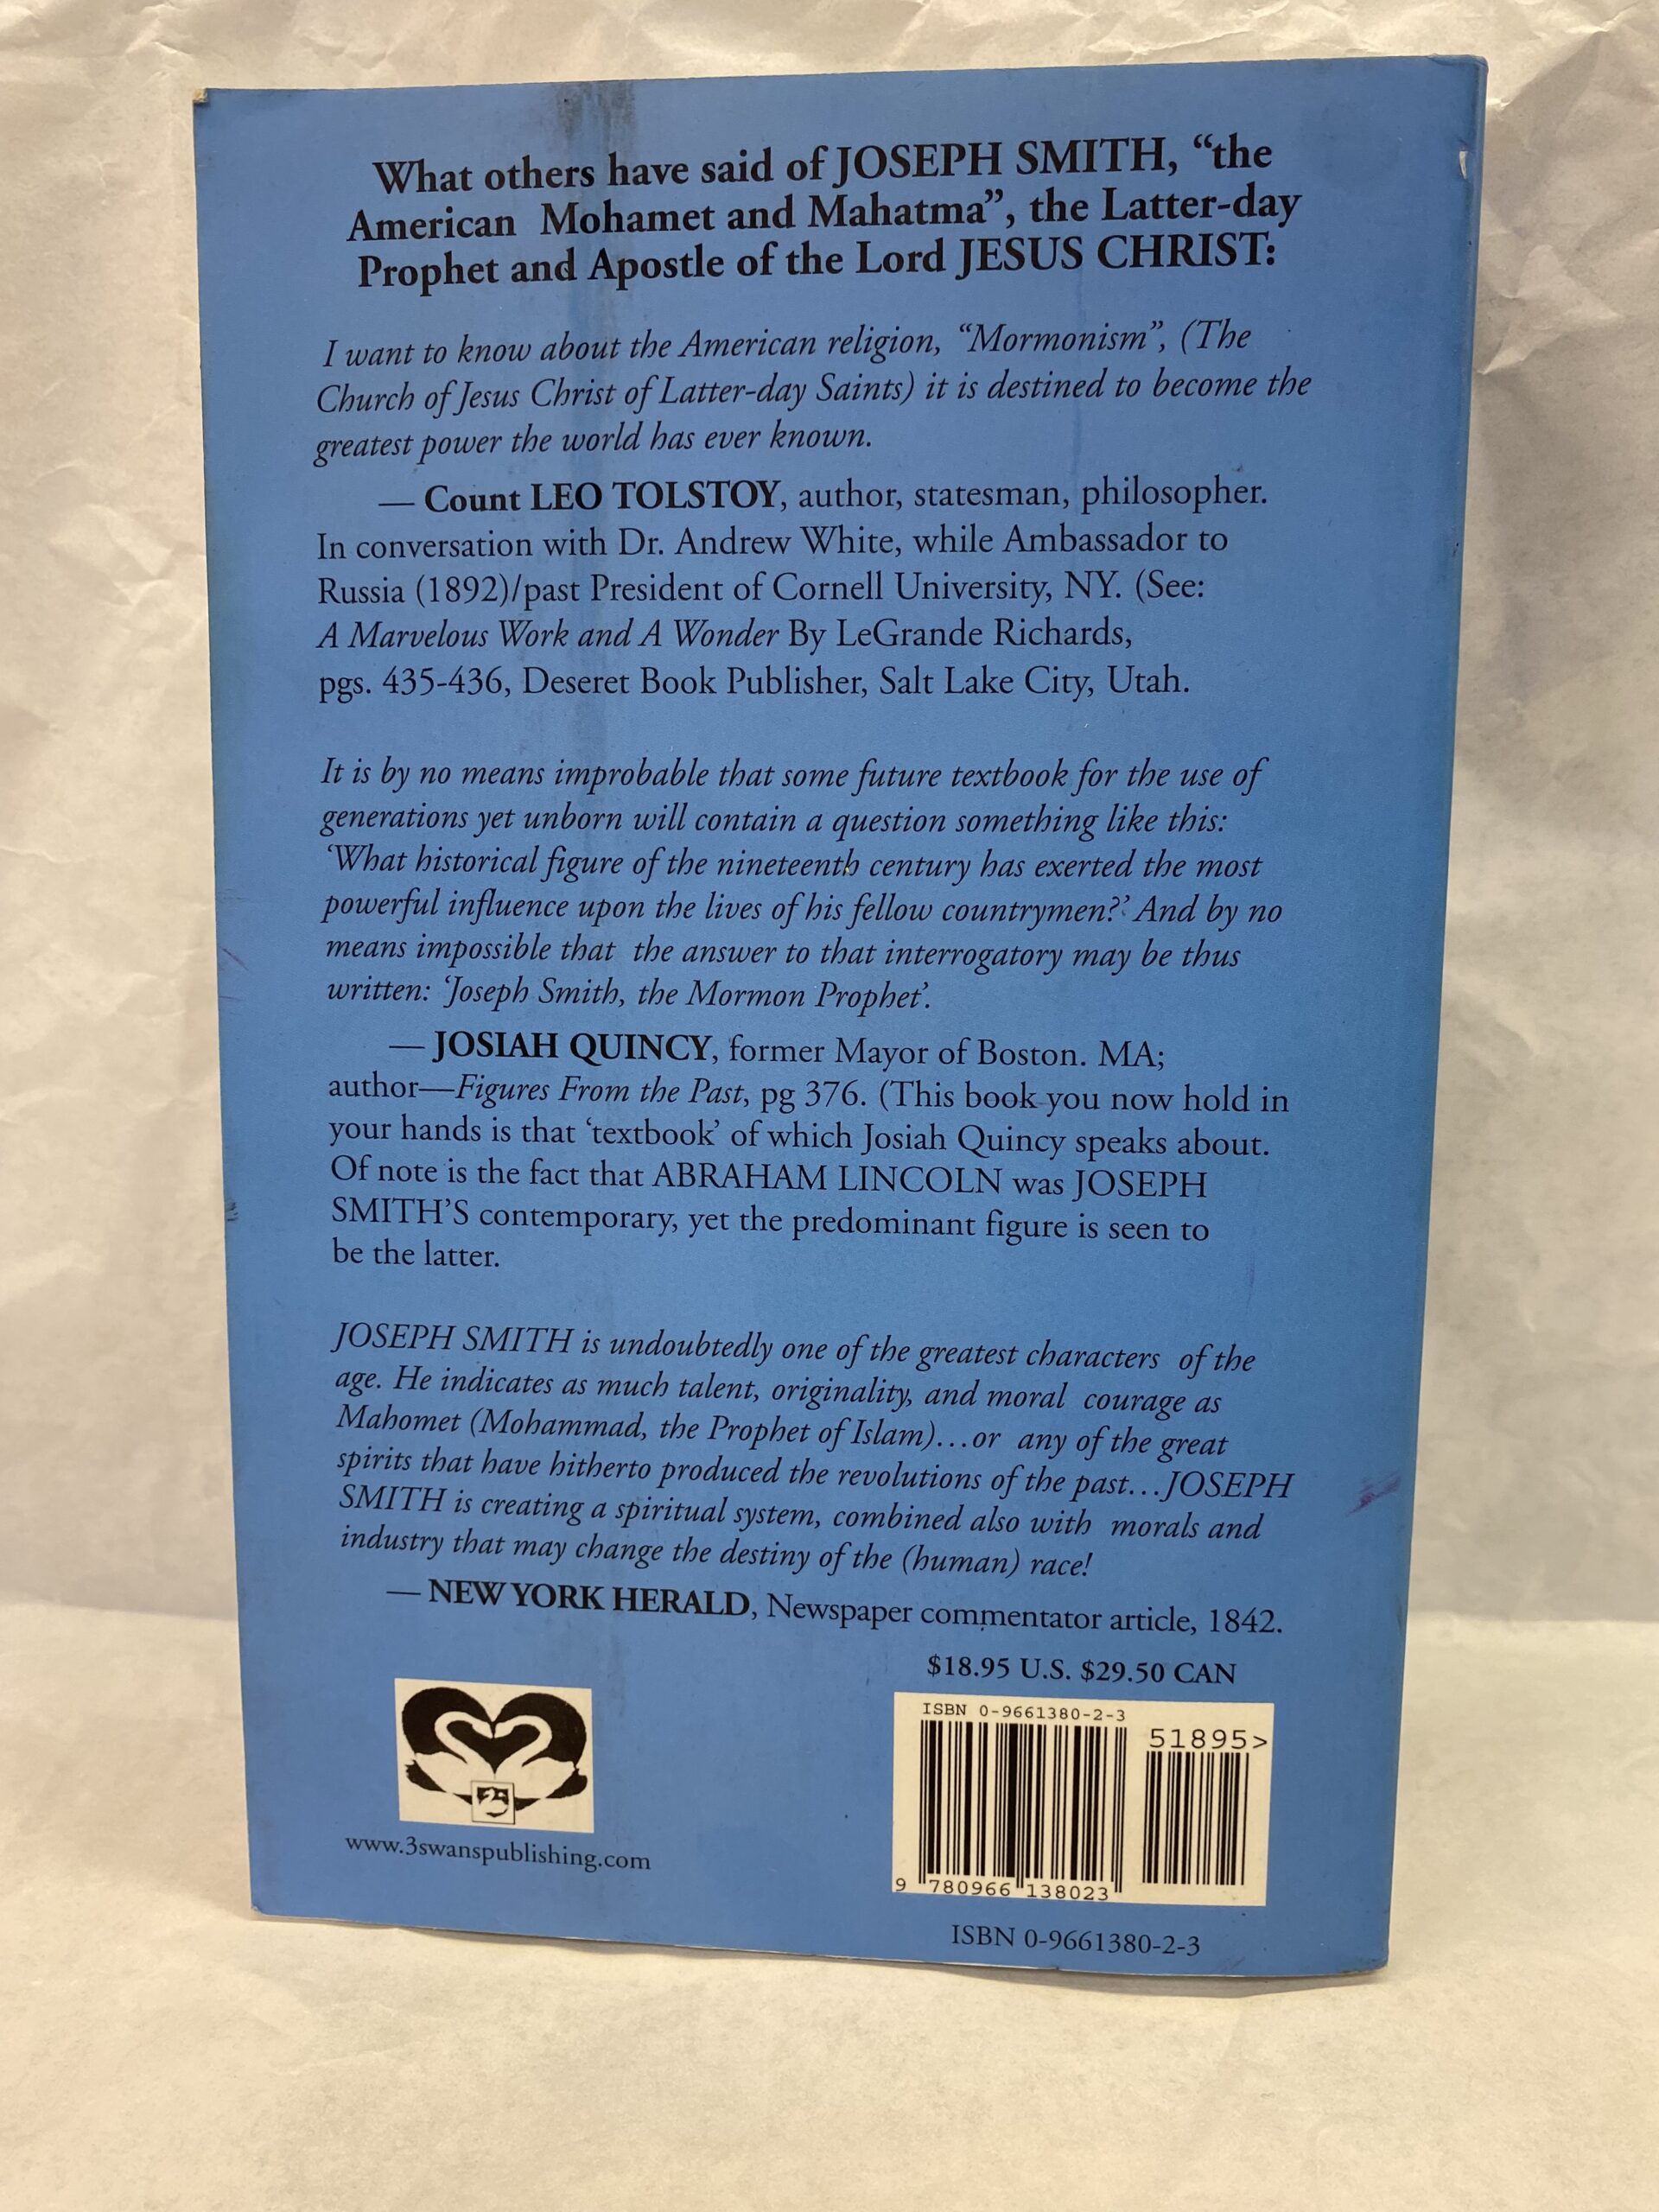 What others have said of JOSEPH SMITH, “the
American Mohamet and Mahatma”, the Latter-day
Prophet and Apostle of the Lord JESUS CHRIST:
I want to know about the American religion, “Mormonism”, (The
Church of Jesus Christ of Latter-day Saints) it is destined to become the
greatest power the world has ever known.
— Count LEO TOLSTOY, author, statesman, philosopher.
In conversation with Dr. Andrew White, while Ambassador to
Russia (1892)/past President of Cornell University, NY. (See:
A Marvelous Work and A Wonder By LeGrande Richards,
pgs. 435-436, Deseret Book Publisher, Salt Lake City, Utah.
It is by no means improbable that some future textbook for the use of
generations yet unborn will contain a question something like this:
‘What historical figure of the nineteenth century has exerted the most
powerful influence upon the lives of his fellow countrymen?’ And by no
means impossible that the answer to that interrogatory may be thus
written: ‘Joseph Smith, the Mormon Prophet’.
— JOSIAH QUINCY, former Mayor of Boston. MA;
author—Figures From the Past, pg 376. (This book you now hold in
your hands is that ‘textbook’ of which Josiah Quincy speaks about.
Of note is the fact that ABRAHAM LINCOLN was JOSEPH
SMITH’S contemporary, yet the predominant figure is seen to
be the latter.
JOSEPH SMITH is undoubtedly one of the greatest characters of the
age. He indicates as much talent, originality, and moral courage as
Mahomet (Mohammad, the Prophet of Islam)…or any of the great
spirits that have hitherto produced the revolutions of the past…JOSEPH
SMITH is creating a spiritual system, combined also with morals and
industry that may change the destiny of the (human) race!
— NEW YORK HERALD, Newspaper commentator article, 1842.
$18.95 U.S. $29.50 CAN
ISBN 0-9661380-2-3
51895>
9 780966 138023
www.3swanspublishing.com
ISBN 0-9661380-2-3